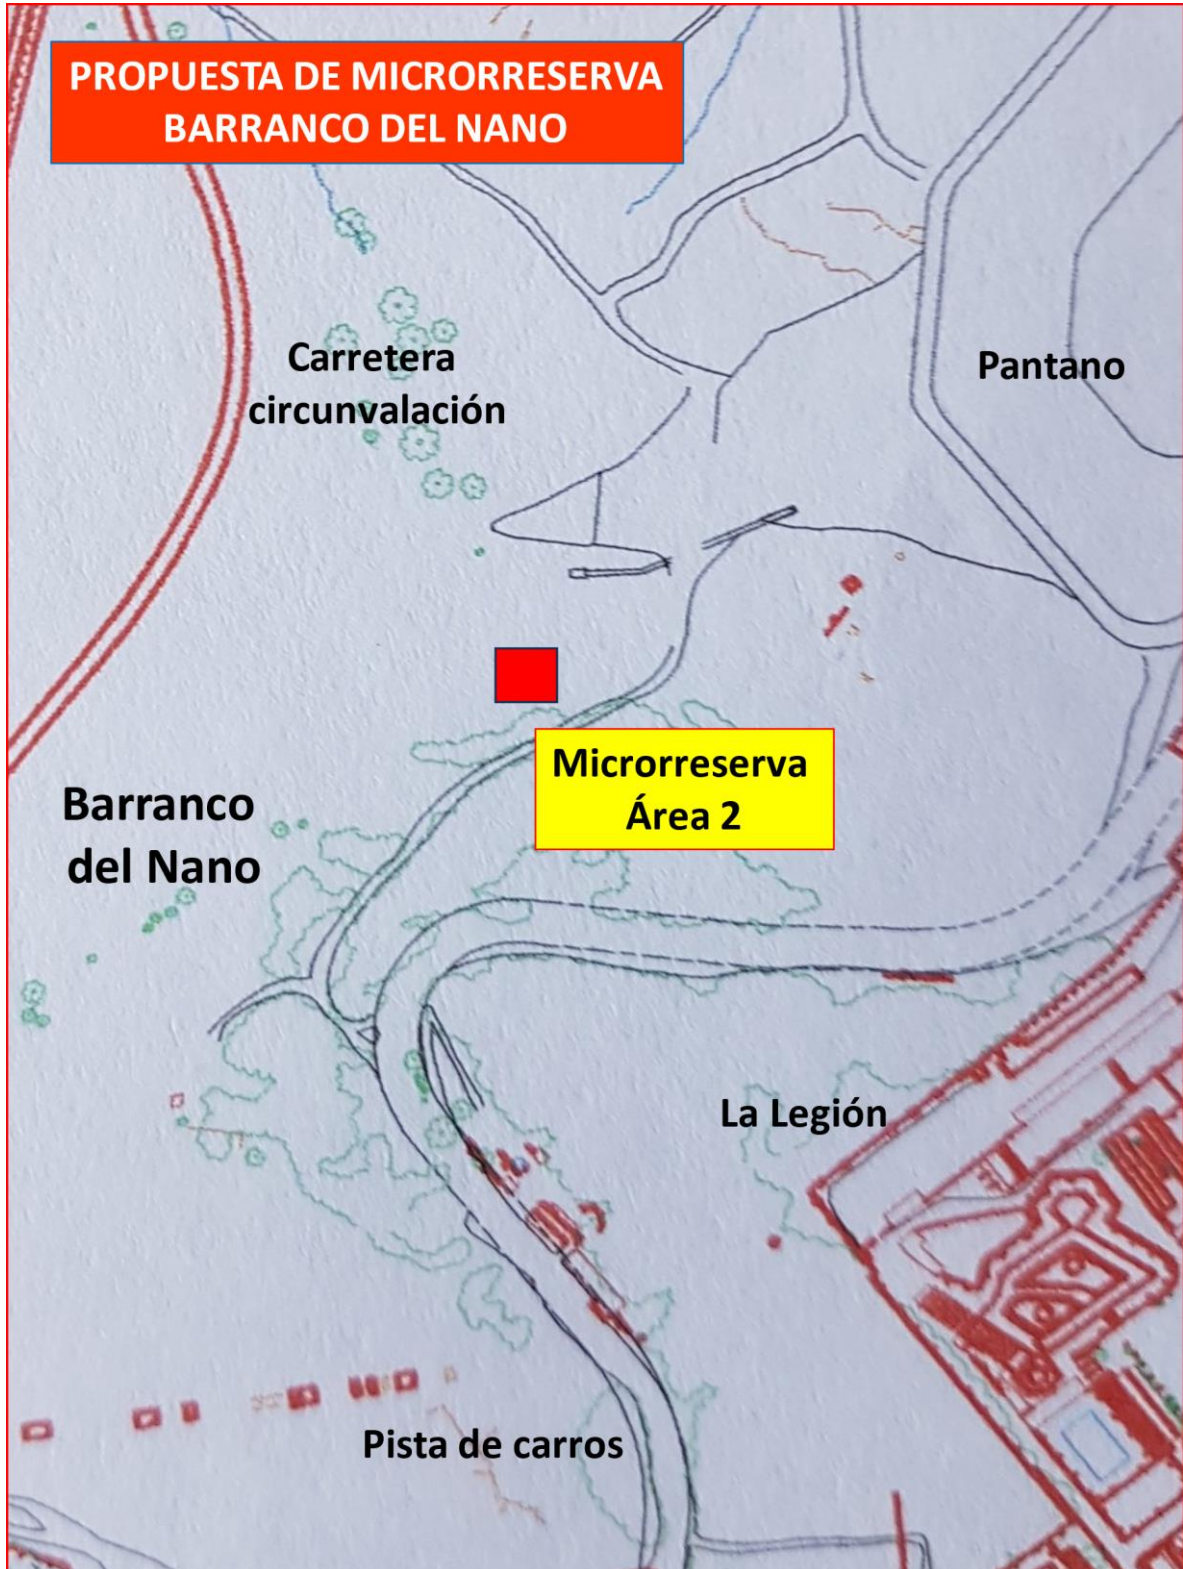 PROPUESTA DE MICRORRESERVA
BARRANCO DEL NANO
Carretera
circunvalación
Pantano
Microrreserva
Área 2
Barranco
del Nano
La Legión
Pista de carros